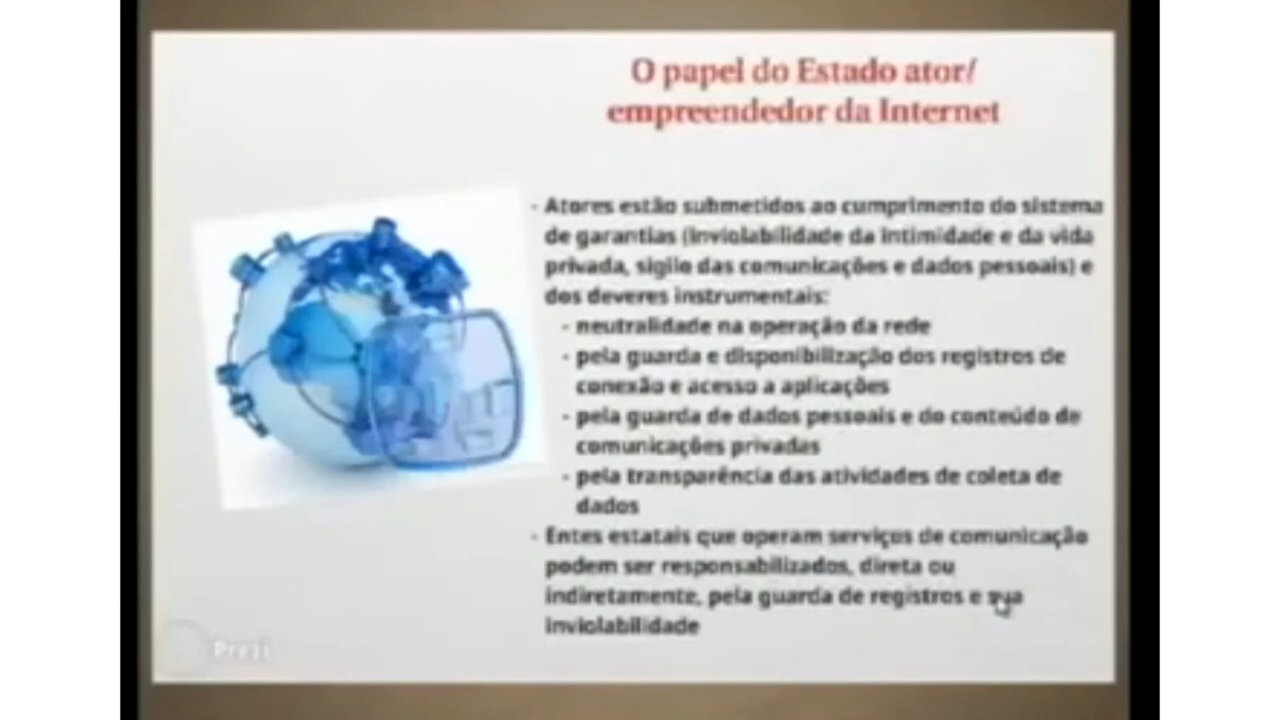 O papel do Estado ator/
empreendedor da Internet
- Atores estão submetidos ao cumprimento do sistema
de garantias (inviolabilidade da intimidade e da vida
privada, sigilo das comunicações e dados pessoais) e
dos deveres instrumentais:
- neutralidade na operação da rede
- pela guarda e disponibilização dos registros de
conexão e acesso a aplicações
- pela guarda de dados pessoais e do conteúdo de
comunicações privadas
- pela transparência das atividades de coleta de
dados
- Entes estatais que operam serviços de comunicação
podem ser responsabilizados, direta ou
indiretamente, pela guarda de registros e sua
inviolabilidade
Prezi